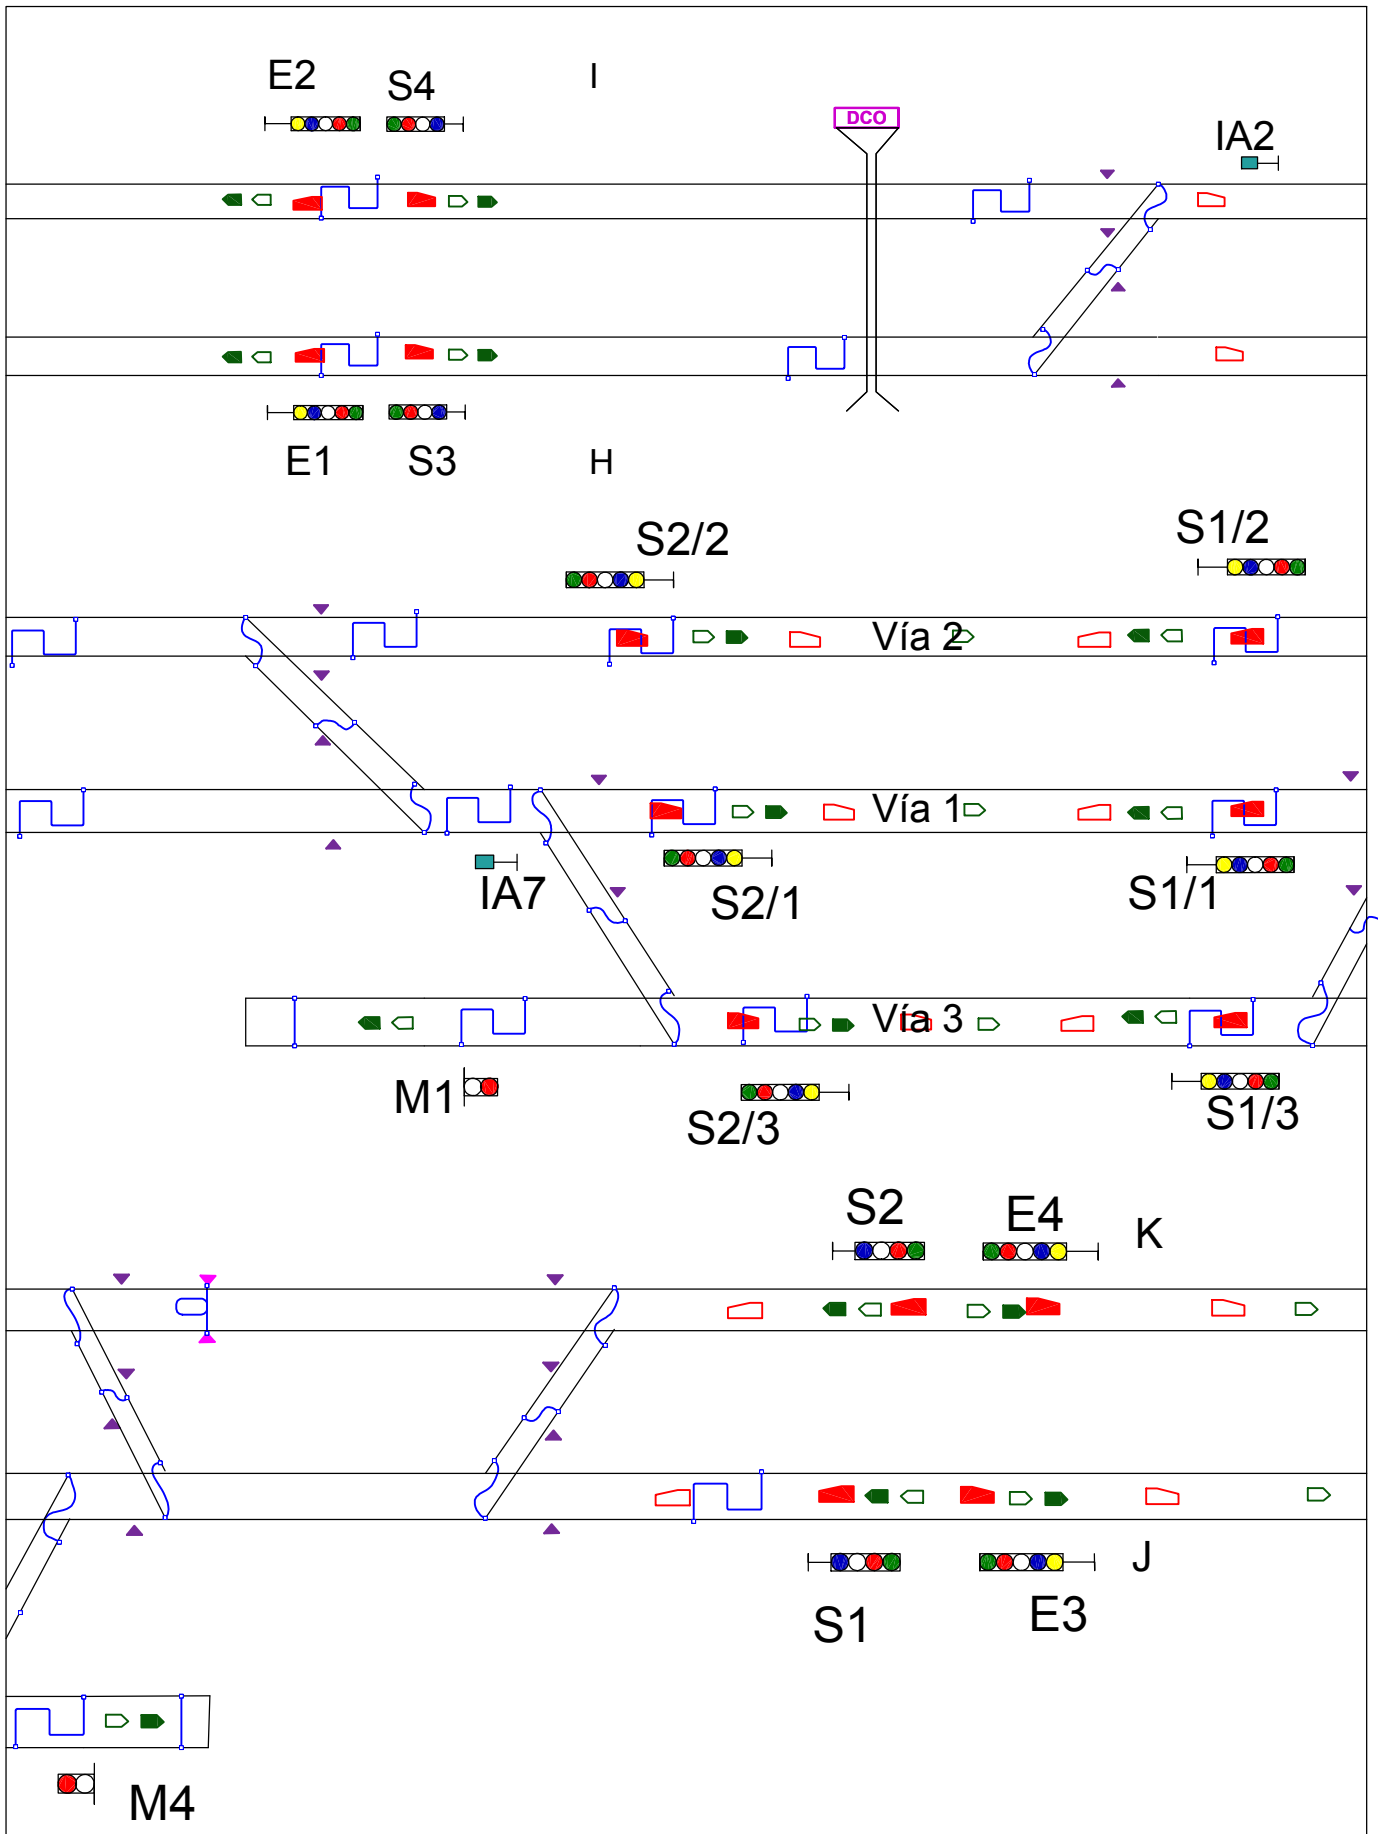 E2
S4
I
DCO
IA2
E1
S3
H
S2/2
S1/2
Vía 2
Vía 1
IA7
S2/1
S1/1
Vía 3
M1
S2/3
S1/3
S2
E4
K
J
S1
E3
M4